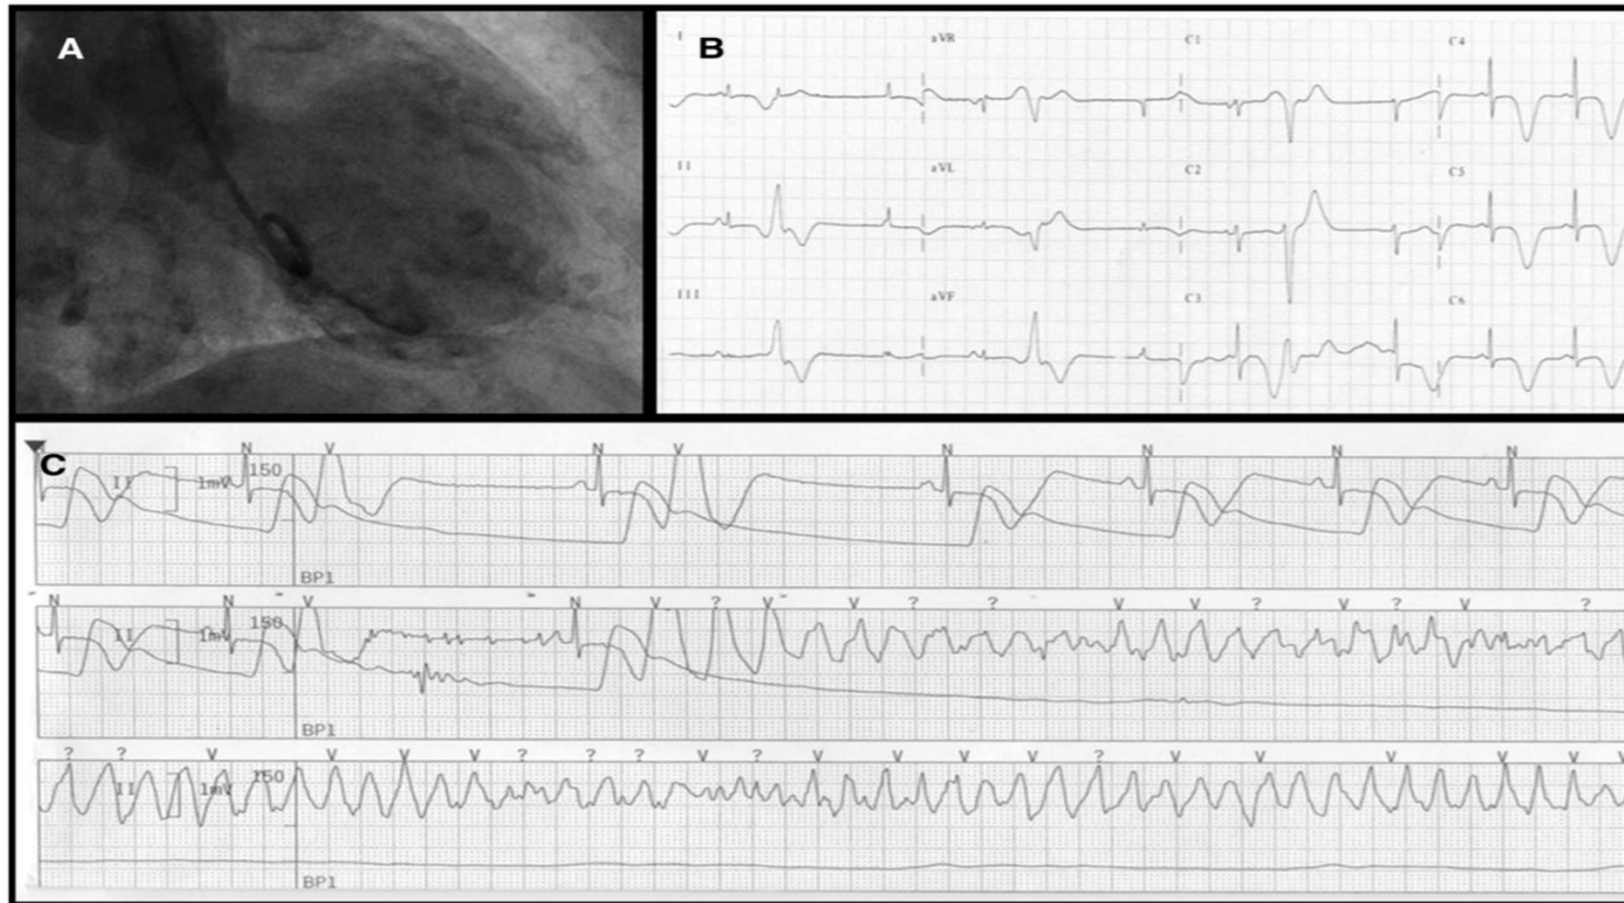 A
B
I aVR C1 C4
II aVL C2 C5
III aVF C3 C6
C
N V N V N N N N
II 1mV 150
BP1
N N V N V ? V V ? ? V V ? V ? V ?
II 1mV 150
BP1
? ? V V V V ? ? ? V ? V V V V ? V V V V V
II 1mV 150
BP1